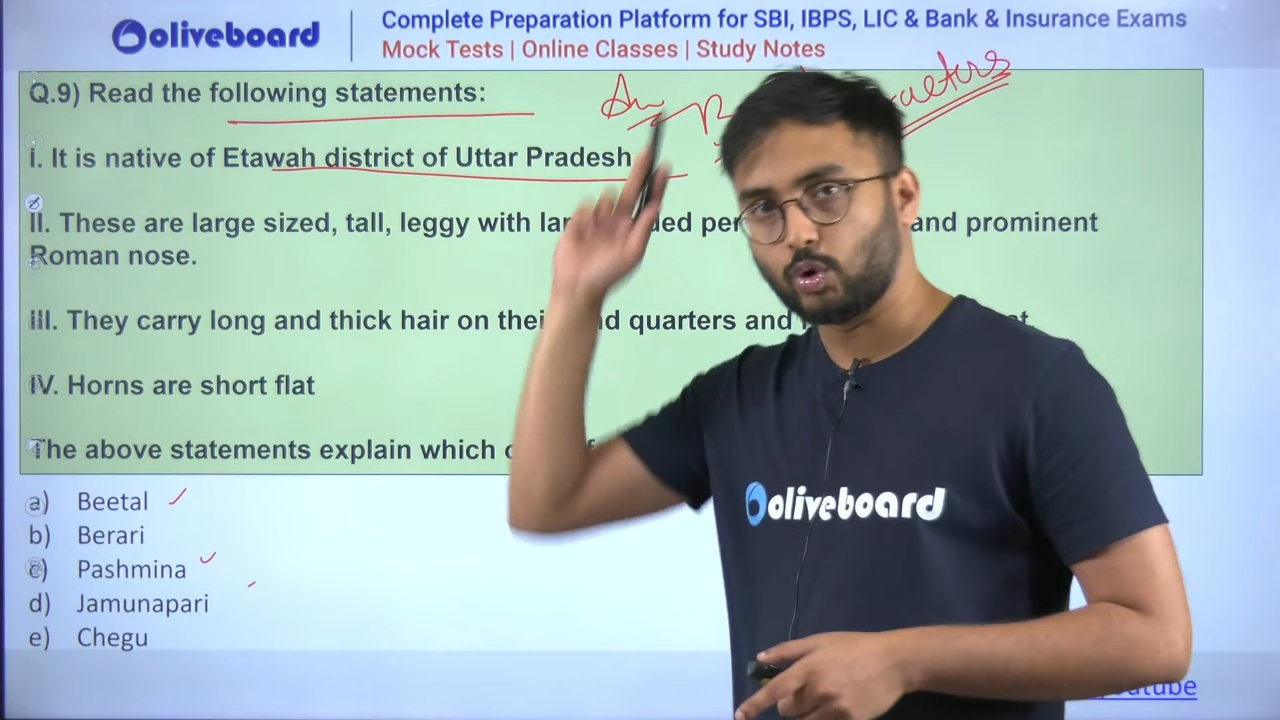 oliveboard
Complete Preparation Platform for SBI, IBPS, LIC & Bank & Insurance Exams
Mock Tests | Online Classes | Study Notes
Q.9) Read the following statements:
i. It is native of Etawah district of Uttar Pradesh
II. These are large sized, tall, leggy with and prominent
Roman nose.
III. They carry long and thick hair on quarters and
IV. Horns are short flat
The above statements explain which
a) Beetal
b) Berari
c) Pashmina
d) Jamunapari
e) Chegu
oliveboard